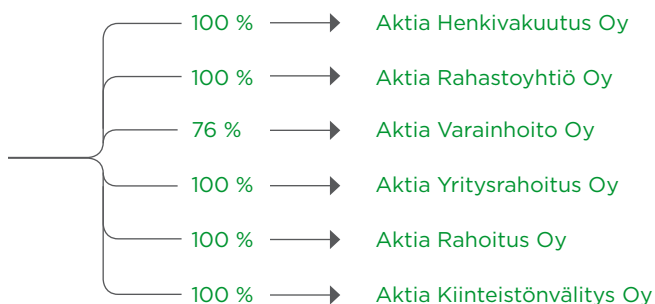 100 % Aktia Henkivakuutus Oy
100 % Aktia Rahastoyhtiö Oy
76 % Aktia Varainhoito Oy
100 % Aktia Yritysrahoitus Oy
100 % Aktia Rahoitus Oy
100 % Aktia Kiinteistönvälitys Oy